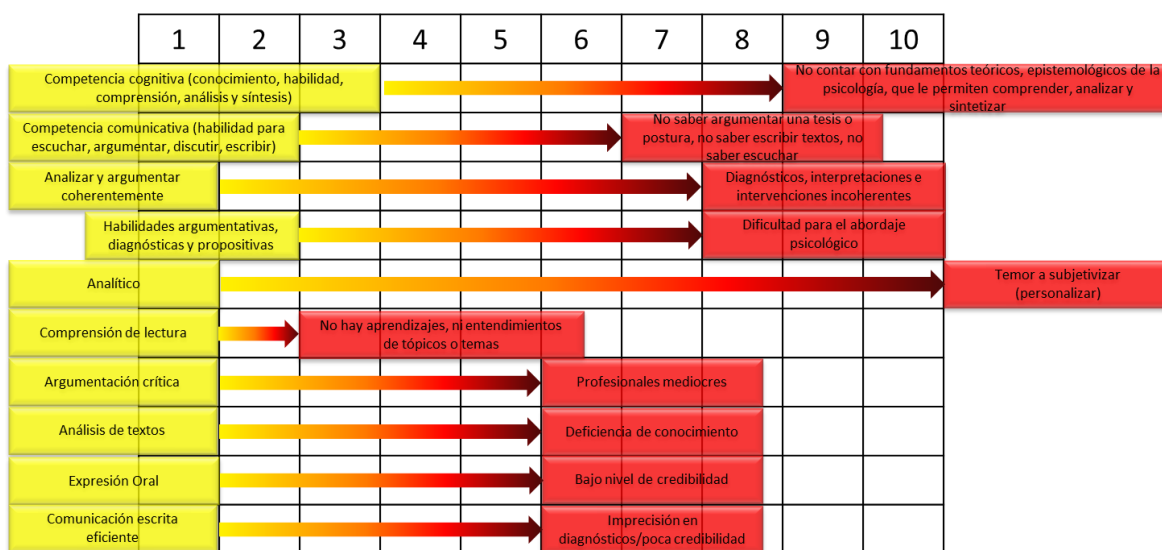 1 2 3 4 5 6 7 8 9 10
Competencia cognitiva (conocimiento, habilidad,
comprensión, análisis y síntesis)
No contar con fundamentos teóricos, epistemológicos de la
psicología, que le permiten comprender, analizar y
sintetizar
Competencia comunicativa (habilidad para
escuchar, argumentar, discutir, escribir)
No saber argumentar una tesis o
postura, no saber escribir textos, no
saber escuchar
Analizar y argumentar
coherentemente
Diagnósticos, interpretaciones e
intervenciones incoherentes
Habilidades argumentativas,
diagnósticas y propositivas
Dificultad para el abordaje
psicológico
Analítico
Temor a subjetivizar
(personalizar)
Comprensión de lectura
No hay aprendizajes, ni entendimientos
de tópicos o temas
Argumentación crítica
Profesionales mediocres
Análisis de textos
Deficiencia de conocimiento
Expresión Oral
Bajo nivel de credibilidad
Comunicación escrita
eficiente
Imprecisión en
diagnósticos/poca credibilidad